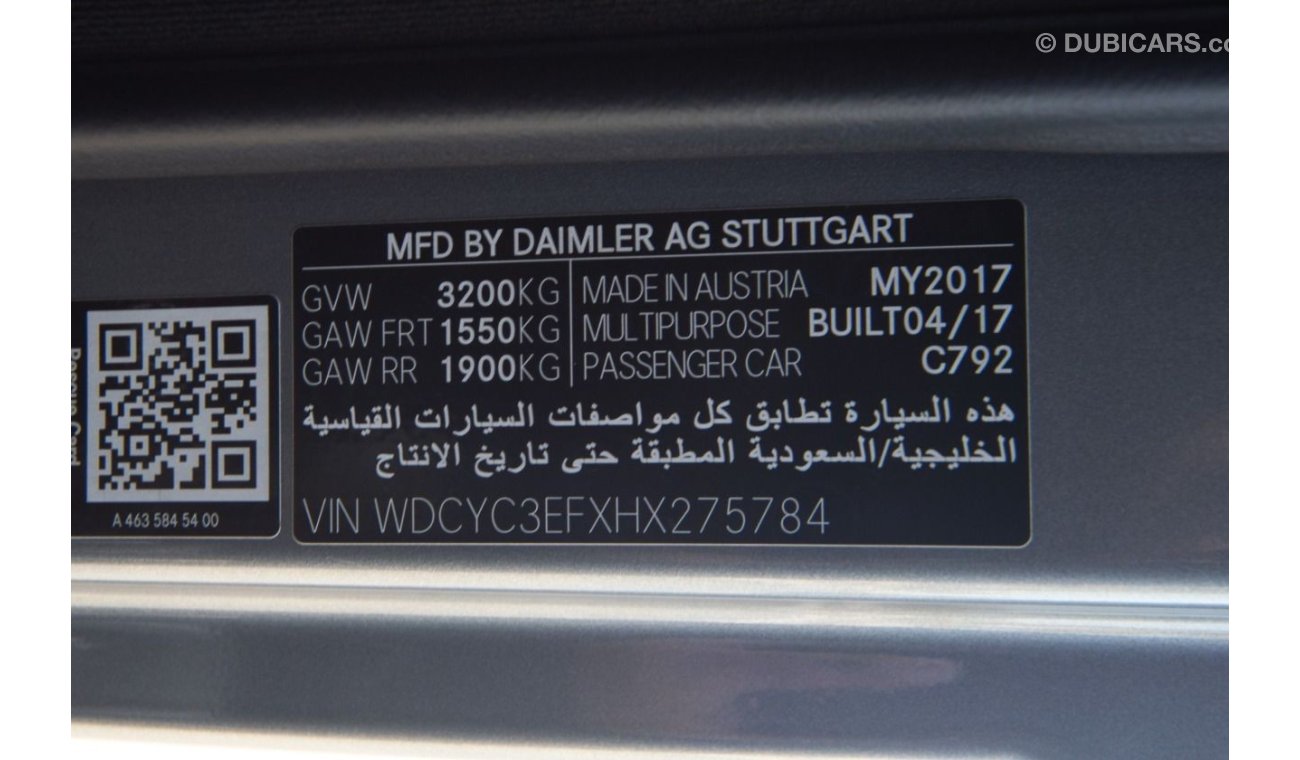 © DUBICARS.co
MFD BY DAIMLER AG STUTTGART
GVW 3200KG MADE IN AUSTRIA MY2017
GAW FRT 1550KG MULTIPURPOSE BUILT04/17
GAW RR 1900KG PASSENGER CAR C792
هذه السيارة تطابق كل مواصفات السيارات القياسية
الخليجية/السعودية المطبقة حتى تاريخ الانتاج
VIN WDCYC3EFXHX275784
Rescue Card
A 463 584 54 00